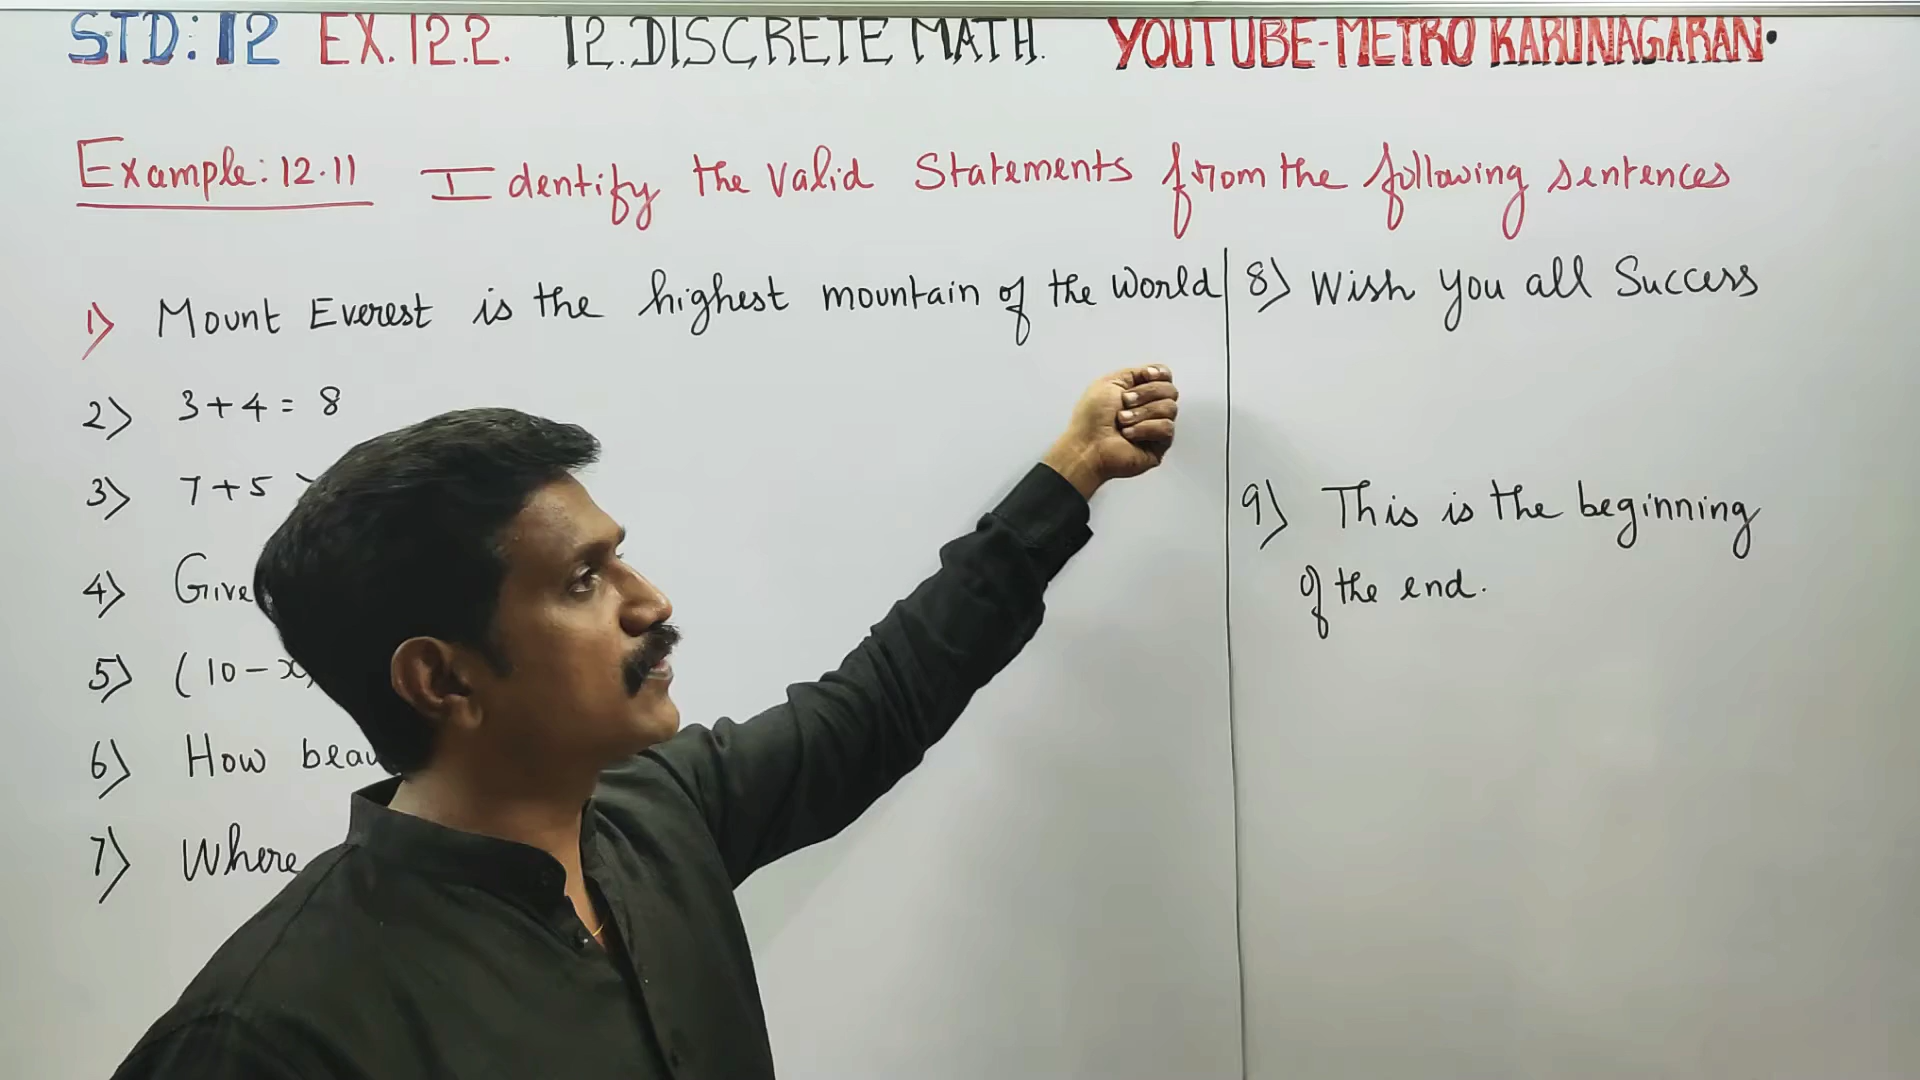 STD: 12 EX.12.2. 12.DISCRETE MATH. YOUTUBE-METRO KARUNAGARAN.
Example: 12.11 Identify the valid Statements from the following sentences
1) Mount Everest is the highest mountain of the world
2) 3+4 = 8
3) 7+5
4) Give
5) (10-x
6) How beau
7) Where
8) Wish you all Success
9) This is the beginning
of the end.